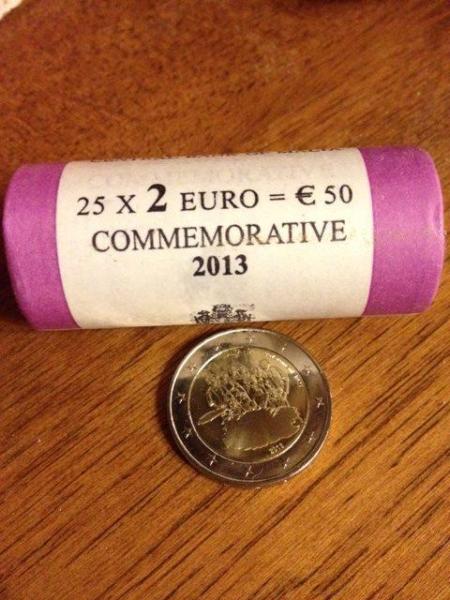 25 X 2 EURO = € 50
COMMEMORATIVE
2013